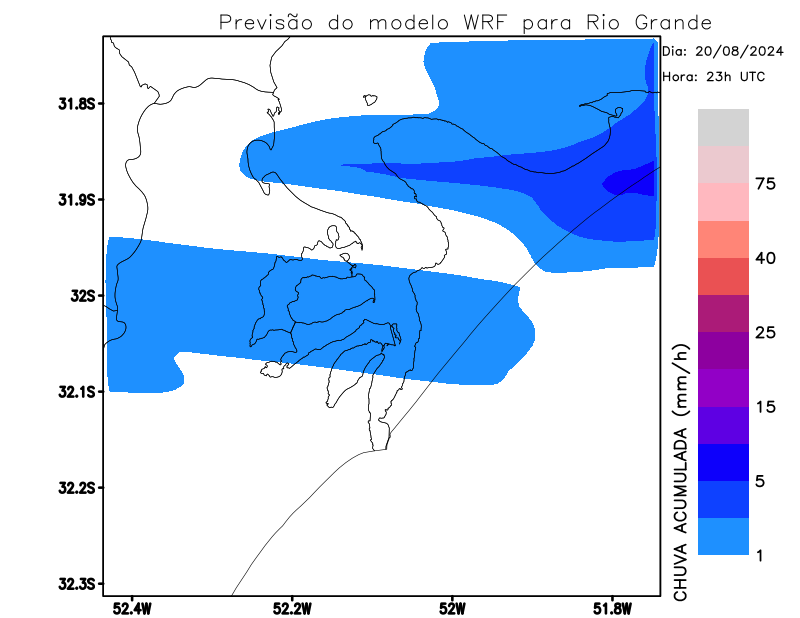 Previsão do modelo WRF para Rio Grande
Dia: 20/08/2024
Hora: 23h UTC
31.8S
31.9S
32S
32.1S
32.2S
32.3S
52.4W
52.2W
52W
51.8W
CHUVA ACUMULADA (mm/h)
75
40
25
15
5
1